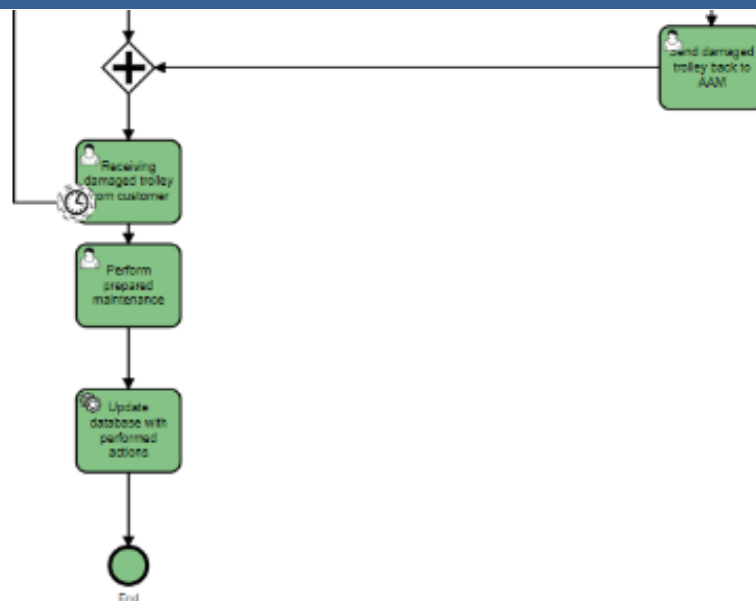 Send damaged
trolley back to
AAM
Receiving
damaged trolley
from customer
Perform
prepared
maintenance
Update
database with
performed
actions
End